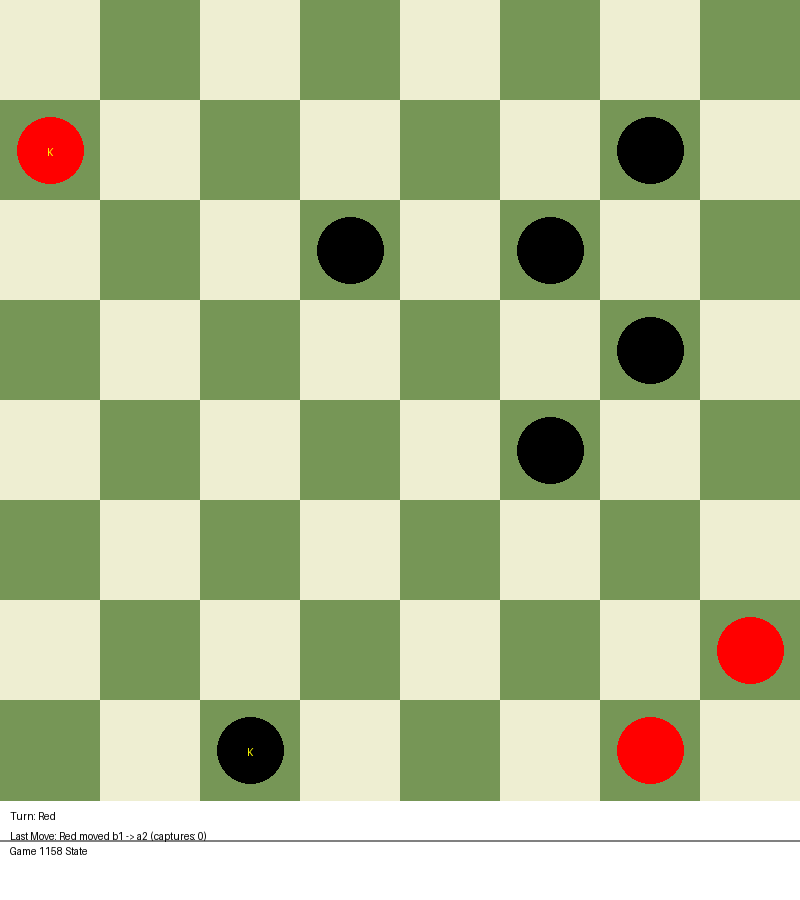 K
K
Turn: Red
Last Move: Red moved b1 -> a2 (captures: 0)
Game 1158 State